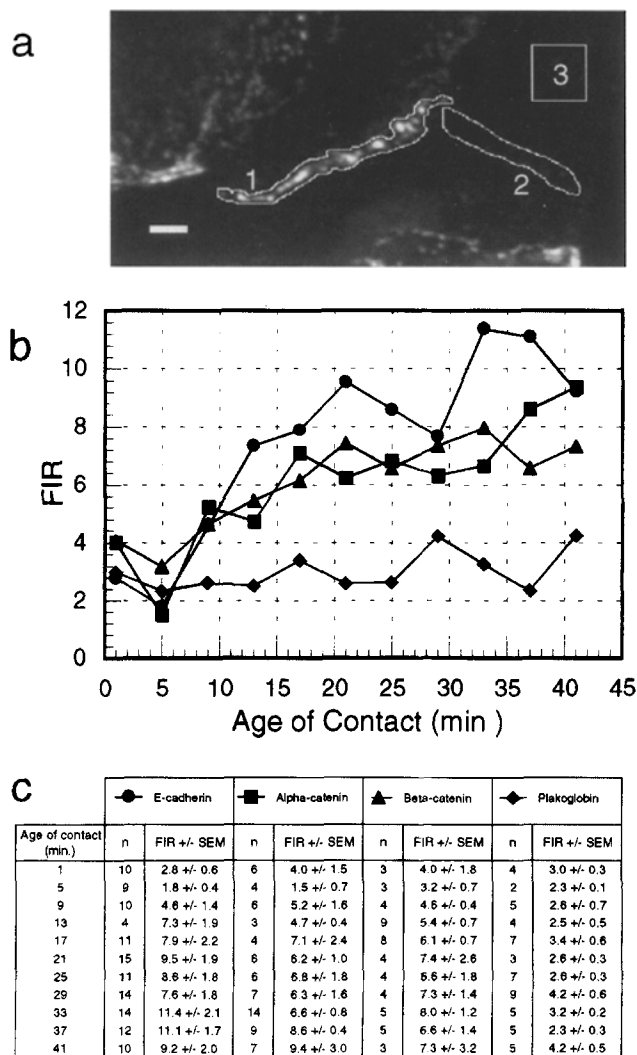 a
3
1
2
b
12
10
8
6
4
2
0
FIR
0 5 10 15 20 25 30 35 40 45
Age of Contact (min )
c
E-cadherin Alpha-catenin Beta-catenin Plakoglobin
Age of contact (min.) n FIR +/- SEM n FIR +/- SEM n FIR +/- SEM n FIR +/- SEM
1 10 2.8 +/- 0.6 6 4.0 +/- 1.5 3 4.0 +/- 1.8 4 3.0 +/- 0.3
5 9 1.8 +/- 0.4 4 1.5 +/- 0.7 3 3.2 +/- 0.7 2 2.3 +/- 0.1
9 10 4.6 +/- 1.4 6 5.2 +/- 1.6 4 4.6 +/- 0.4 5 2.6 +/- 0.7
13 4 7.3 +/- 1.9 3 4.7 +/- 0.4 9 5.4 +/- 0.7 4 2.5 +/- 0.5
17 11 7.9 +/- 2.2 4 7.1 +/- 2.4 8 6.1 +/- 0.7 7 3.4 +/- 0.6
21 15 9.5 +/- 1.9 6 6.2 +/- 1.0 4 7.4 +/- 2.6 3 2.6 +/- 0.3
25 11 8.6 +/- 1.8 6 6.8 +/- 1.8 4 6.6 +/- 1.8 7 2.6 +/- 0.3
29 14 7.6 +/- 1.8 7 6.3 +/- 1.6 4 7.3 +/- 1.4 9 4.2 +/- 0.6
33 14 11.4 +/- 2.1 14 6.6 +/- 0.8 5 8.0 +/- 1.2 5 3.2 +/- 0.2
37 12 11.1 +/- 1.7 9 8.6 +/- 0.4 5 6.6 +/- 1.4 5 2.3 +/- 0.3
41 10 9.2 +/- 2.0 7 9.4 +/- 3.0 3 7.3 +/- 3.2 5 4.2 +/- 0.5